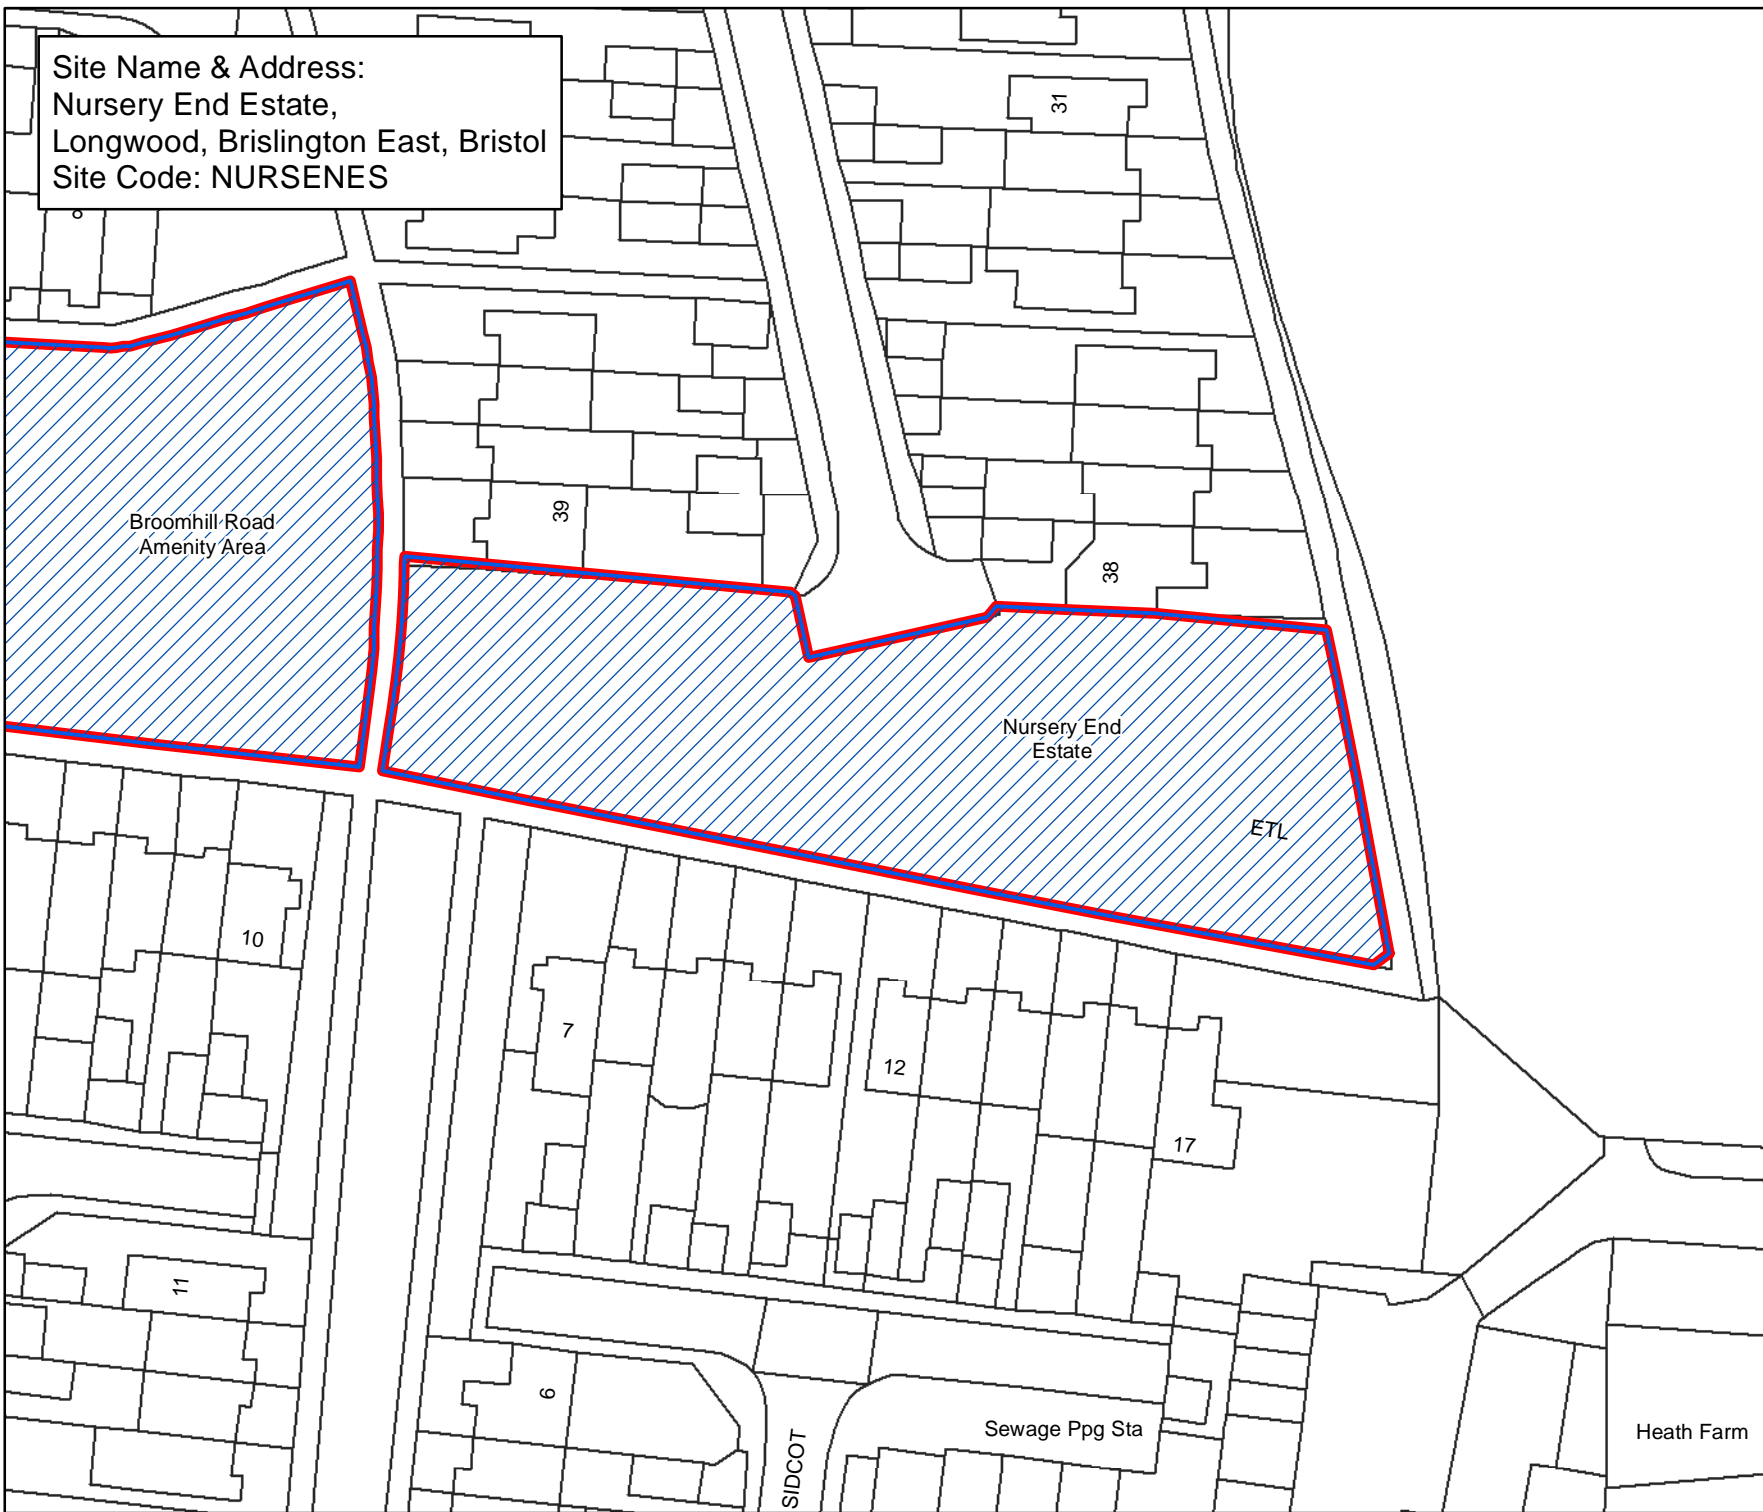 Site Name & Address:
Nursery End Estate,
Longwood, Brislington East, Bristol
Site Code: NURSENES
31
39
38
Broomhill Road
Amenity Area
Nursery End
Estate
ETL
10
7
12
17
11
6
SIDCOT
Sewage Ppg Sta
Heath Farm